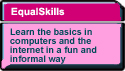 EqualSkills
Learn the basics in
computers and the
internet in a fun and
informal way